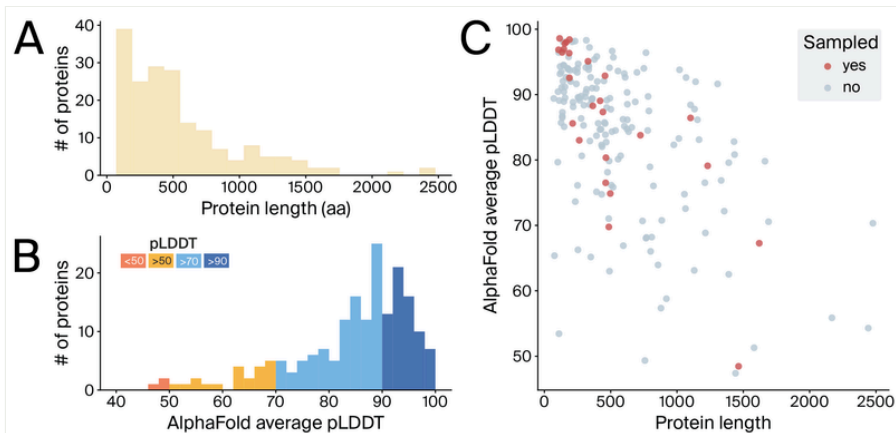 A
# of proteins
40
30
20
10
0
0 500 1000 1500 2000 2500
Protein length (aa)
B
# of proteins
20
10
0
pLDDT
<50 >50 >70 >90
40 50 60 70 80 90 100
AlphaFold average pLDDT
C
AlphaFold average pLDDT
100
90
80
70
60
50
Sampled
yes
no
0 500 1000 1500 2000 2500
Protein length